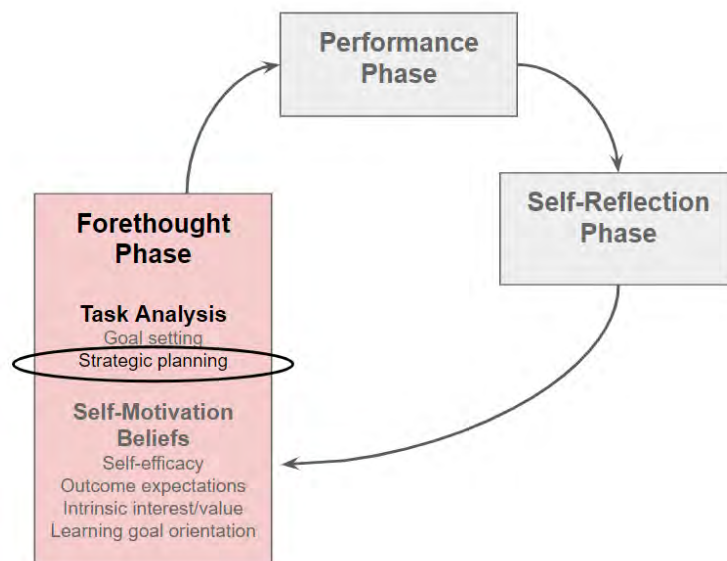 Performance
Phase
Self-Reflection
Phase
Forethought
Phase
Task Analysis
Goal setting
Strategic planning
Self-Motivation
Beliefs
Self-efficacy
Outcome expectations
Intrinsic interest/value
Learning goal orientation